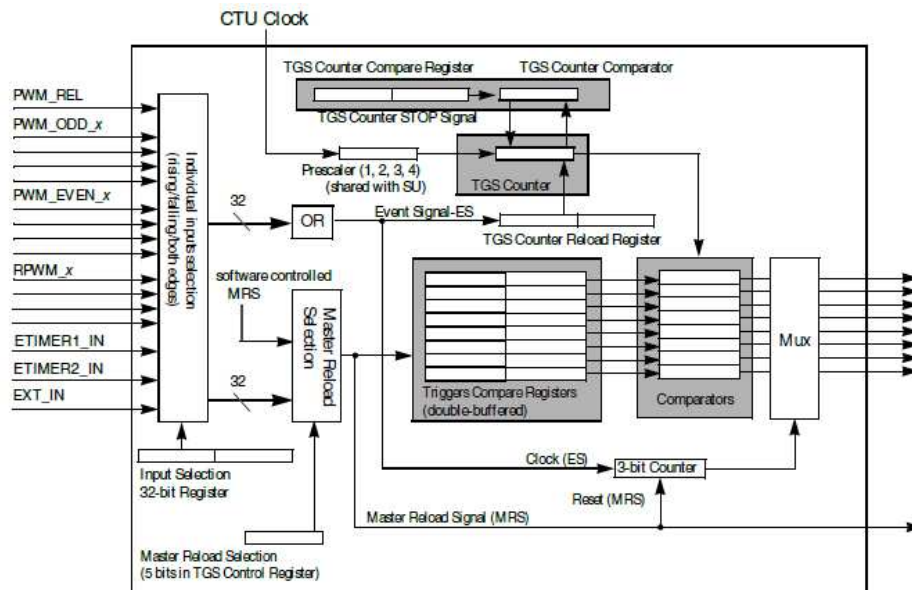 CTU Clock
TGS Counter Compare Register
TGS Counter Comparator
PWM_REL
TGS Counter STOP Signal
PWM_ODD_x
Individual inputs selection
(rising/falling/both edges)
Prescaler (1, 2, 3, 4)
(shared with SU)
TGS Counter
PWM_EVEN_x
32
OR
Event Signal-ES
TGS Counter Reload Register
RPWM_x
software controlled
MRS
Master Reload
Selection
ETIMER1_IN
ETIMER2_IN
EXT_IN
32
Mux
Triggers Compare Registers
(double-buffered)
Comparators
Clock (ES)
3-bit Counter
Input Selection
32-bit Register
Reset (MRS)
Master Reload Signal (MRS)
Master Reload Selection
(5 bits in TGS Control Register)